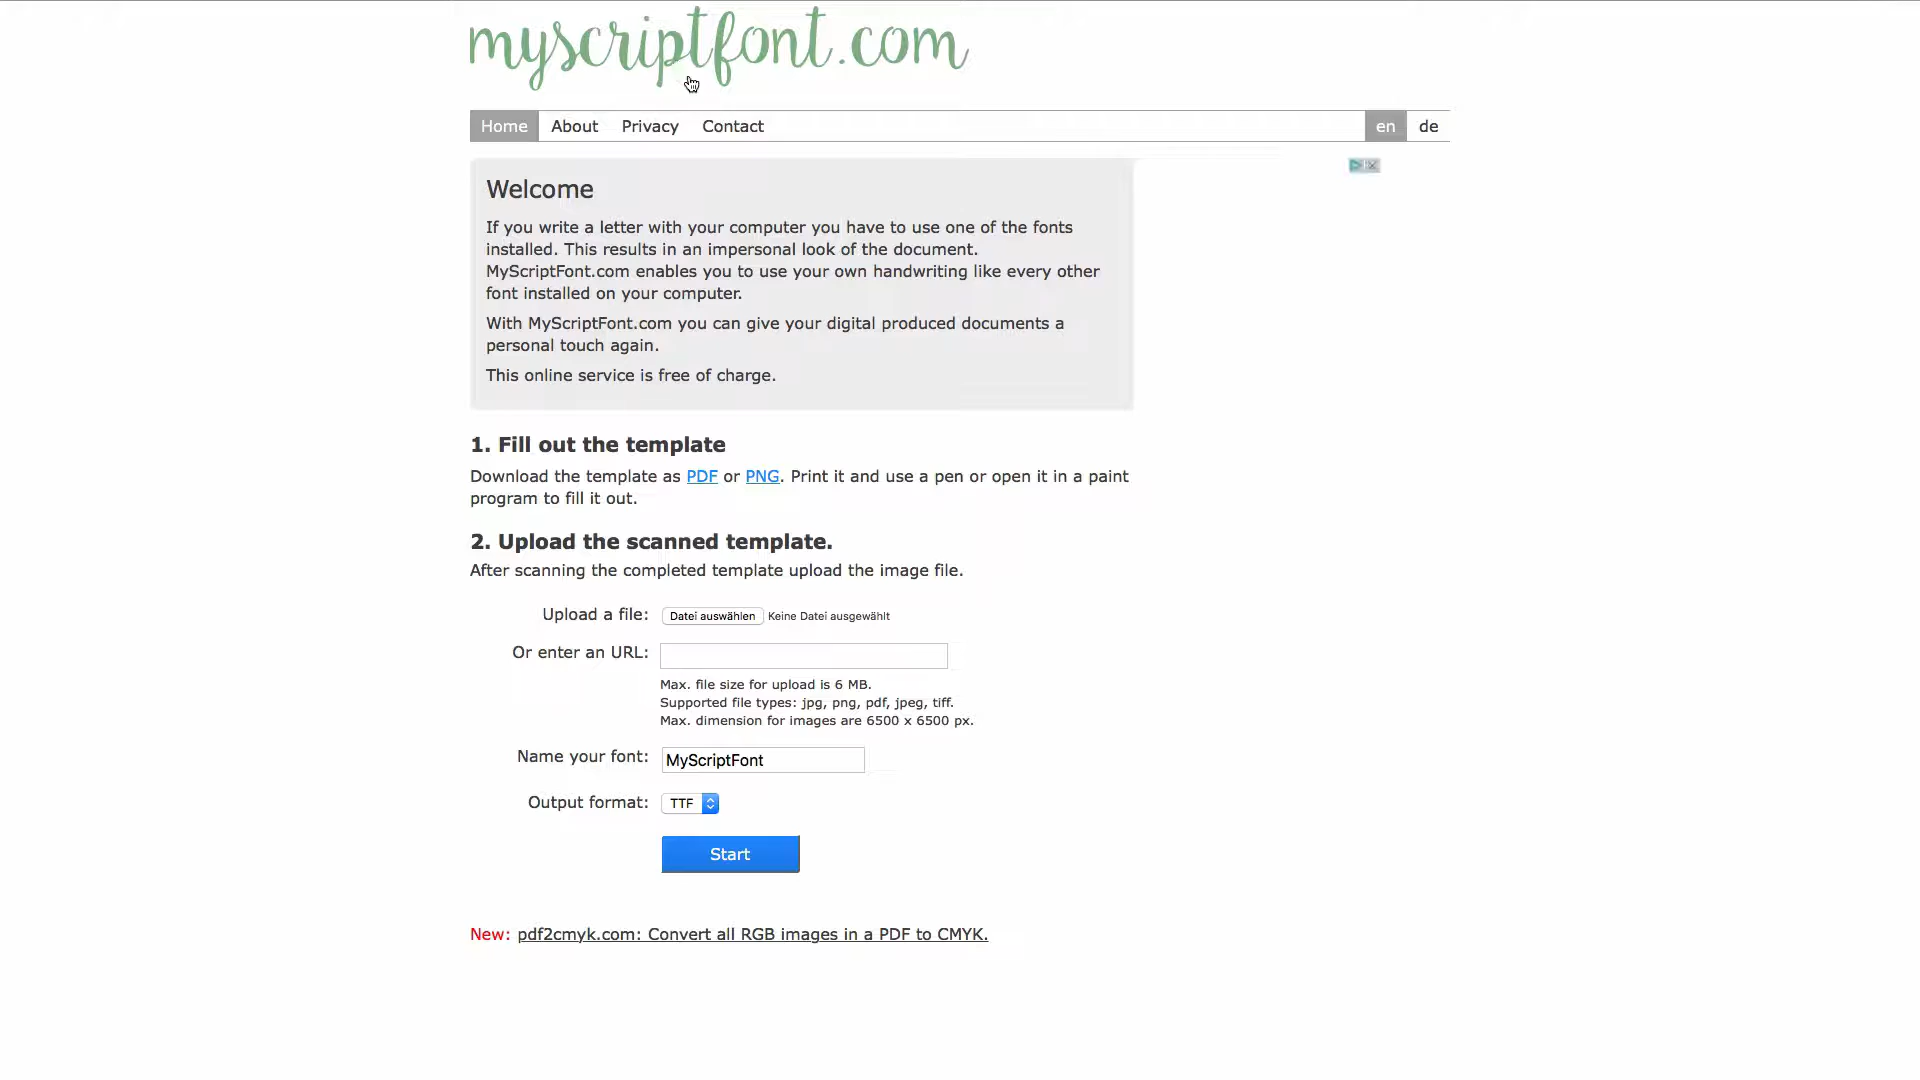 myscriptfont.com
Home About Privacy Contact en de
Welcome
If you write a letter with your computer you have to use one of the fonts
installed. This results in an impersonal look of the document.
MyScriptFont.com enables you to use your own handwriting like every other
font installed on your computer.
With MyScriptFont.com you can give your digital produced documents a
personal touch again.
This online service is free of charge.
1. Fill out the template
Download the template as PDF or PNG. Print it and use a pen or open it in a paint
program to fill it out.
2. Upload the scanned template.
After scanning the completed template upload the image file.
Upload a file: Datei auswählen Keine Datei ausgewählt
Or enter an URL:
Max. file size for upload is 6 MB.
Supported file types: jpg, png, pdf, jpeg, tiff.
Max. dimension for images are 6500 x 6500 px.
Name your font: MyScriptFont
Output format: TTF
Start
New: pdf2cmyk.com: Convert all RGB images in a PDF to CMYK.